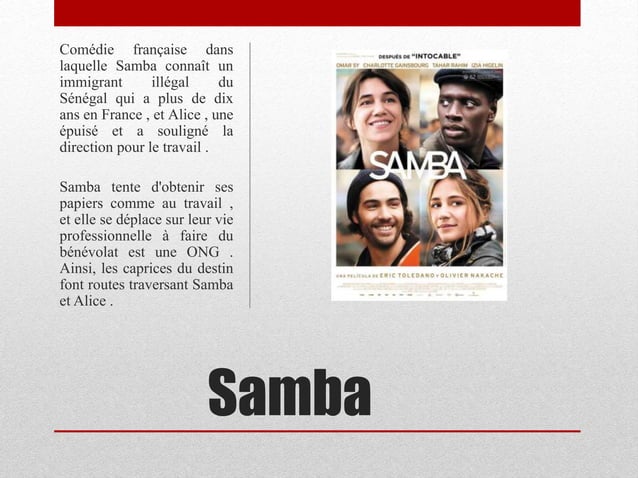 Comédie française dans
laquelle Samba connaît un
immigrant illégal du
Sénégal qui a plus de dix
ans en France , et Alice , une
épuisé et a souligné la
direction pour le travail .
Samba tente d'obtenir ses
papiers comme au travail ,
et elle se déplace sur leur vie
professionnelle à faire du
bénévolat est une ONG .
Ainsi, les caprices du destin
font routes traversant Samba
et Alice .
DESPUÉS DE "INTOCABLE"
OMAR SY CHARLOTTE GAINSBOURG TAHAR RAHIM IZIA HIGELIN
SAMBA
UNA PELÍCULA DE ERIC TOLEDANO Y OLIVIER NAKACHE
Samba